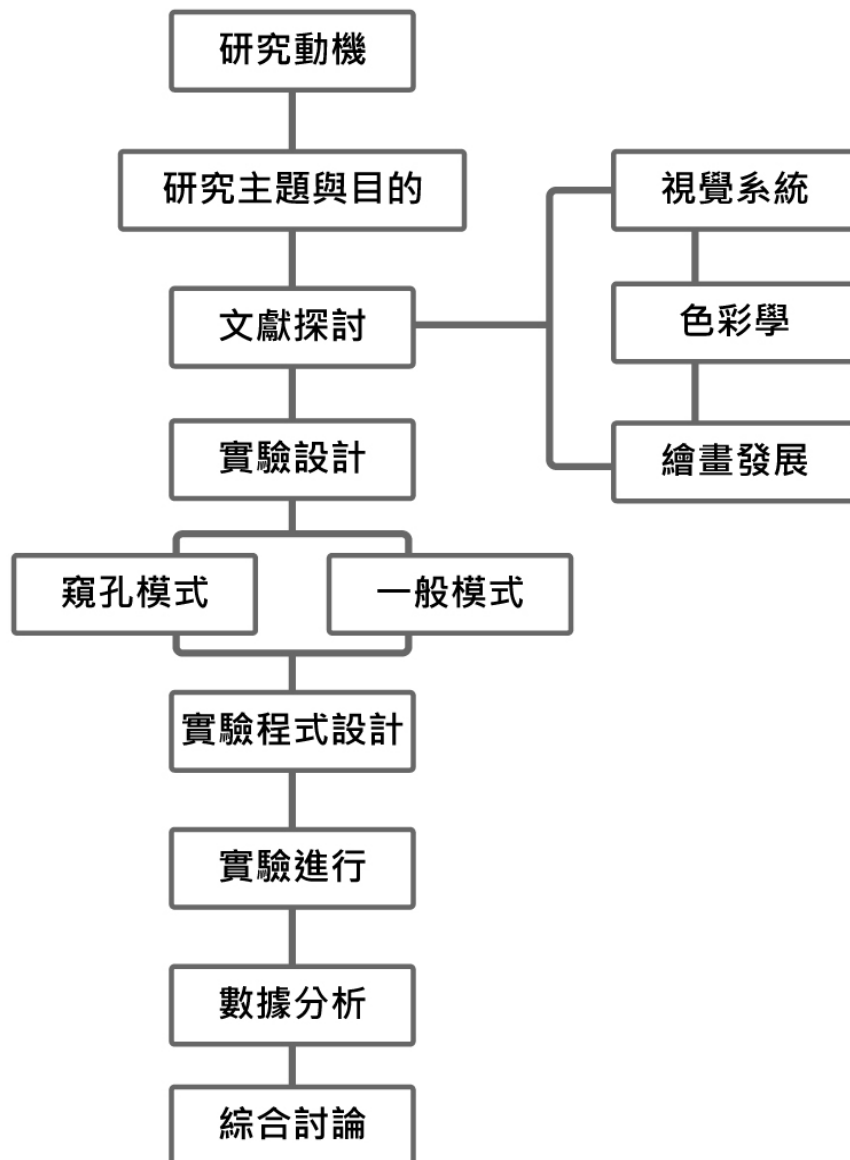 研究動機
研究主題與目的
視覺系統
文獻探討
色彩學
實驗設計
繪畫發展
窺孔模式
一般模式
實驗程式設計
實驗進行
數據分析
綜合討論